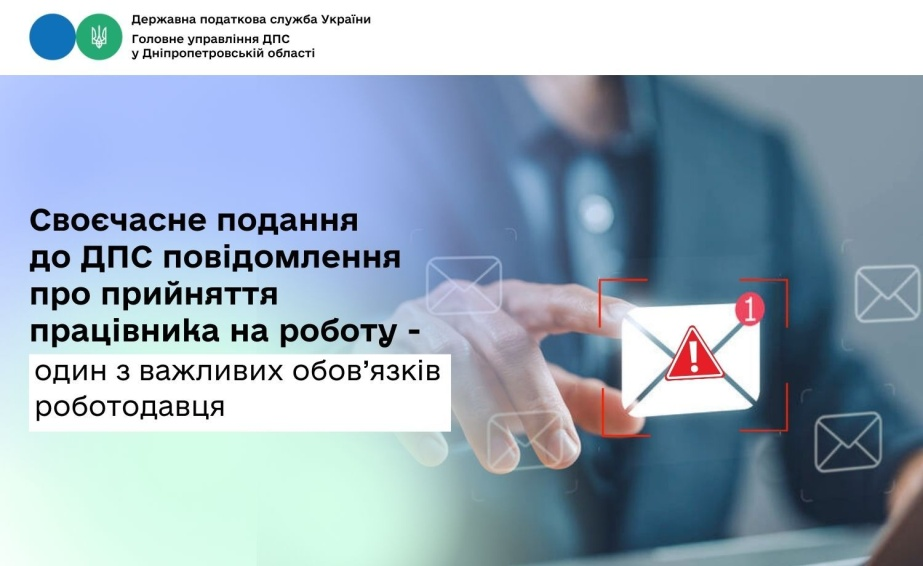 Державна податкова служба України
Головне управління ДПС
у Дніпропетровській області
Своєчасне подання
до ДПС повідомлення
про прийняття
працівника на роботу -
один з важливих обов’язків
роботодавця
1
!